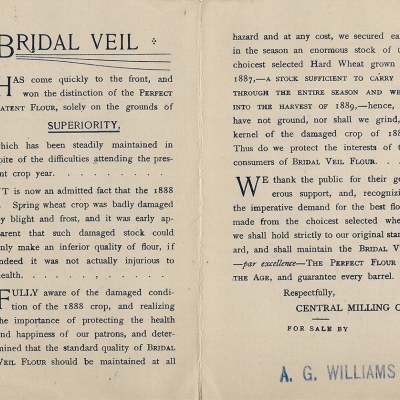 BRIDAL VEIL
HAS come quickly to the front, and
won the distinction of the PERFECT
PATENT FLOUR, solely on the grounds of
SUPERIORITY,
which has been steadily maintained in
spite of the difficulties attending the pres-
ent crop year. . . . . . . . .
IT is now an admitted fact that the 1888
Spring wheat crop was badly damaged
by blight and frost, and it was early ap-
parent that such damaged stock could
only make an inferior quality of flour, if
indeed it was not actually injurious to
health. . . . . . . . . . .
FULLY aware of the damaged condi-
tion of the 1888 crop, and realizing
the importance of protecting the health
and happiness of our patrons, and deter-
mined that the standard quality of BRIDAL
VEIL FLOUR should be maintained at all
hazard and at any cost, we secured ea
in the season an enormous stock of t
choicest selected Hard Wheat grown
1887,—A STOCK SUFFICIENT TO CARRY
THROUGH THE ENTIRE SEASON AND WE
INTO THE HARVEST OF 1889,—hence,
have not ground, nor shall we grind,
kernel of the damaged crop of 188
Thus do we protect the interests of t
consumers of BRIDAL VEIL FLOUR. .
WE thank the public for their ge
erous support, and, recognizi
the imperative demand for the best flo
made from the choicest selected whe
we shall hold strictly to our original stan
ard, and shall maintain the BRIDAL V
—par excellence—THE PERFECT FLOUR
THE AGE, and guarantee every barrel.
Respectfully,
CENTRAL MILLING C
FOR SALE BY
A. G. WILLIAMS